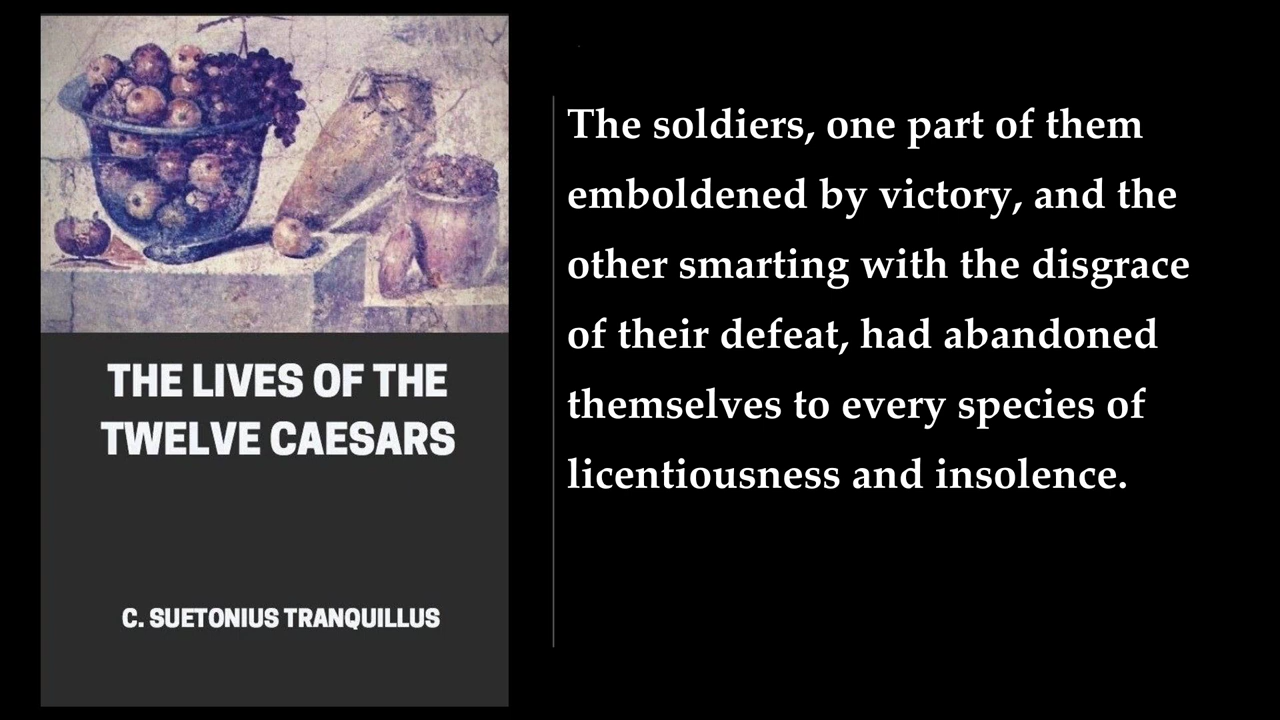 THE LIVES OF THE
TWELVE CAESARS
C. SUETONIUS TRANQUILLUS
The soldiers, one part of them
emboldened by victory, and the
other smarting with the disgrace
of their defeat, had abandoned
themselves to every species of
licentiousness and insolence.